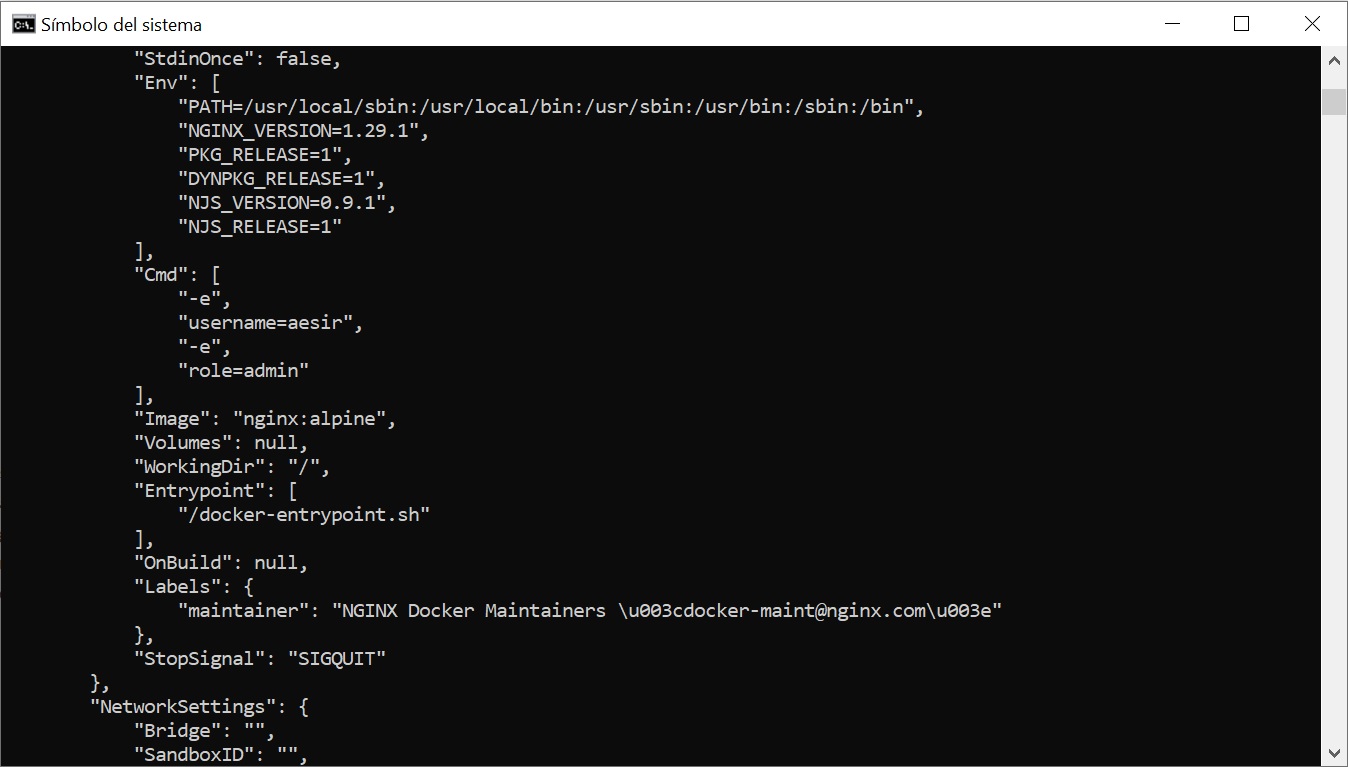 Símbolo del sistema
"StdinOnce": false,
"Env": [
"PATH=/usr/local/sbin:/usr/local/bin:/usr/sbin:/usr/bin:/sbin:/bin",
"NGINX_VERSION=1.29.1",
"PKG_RELEASE=1",
"DYNPKG_RELEASE=1",
"NJS_VERSION=0.9.1",
"NJS_RELEASE=1"
],
"Cmd": [
"-e",
"username=aesir",
"-e",
"role=admin"
],
"Image": "nginx:alpine",
"Volumes": null,
"WorkingDir": "/",
"Entrypoint": [
"/docker-entrypoint.sh"
],
"OnBuild": null,
"Labels": {
"maintainer": "NGINX Docker Maintainers \u003cdocker-maint@nginx.com\u003e"
},
"StopSignal": "SIGQUIT"
},
"NetworkSettings": {
"Bridge": "",
"SandboxID": "",